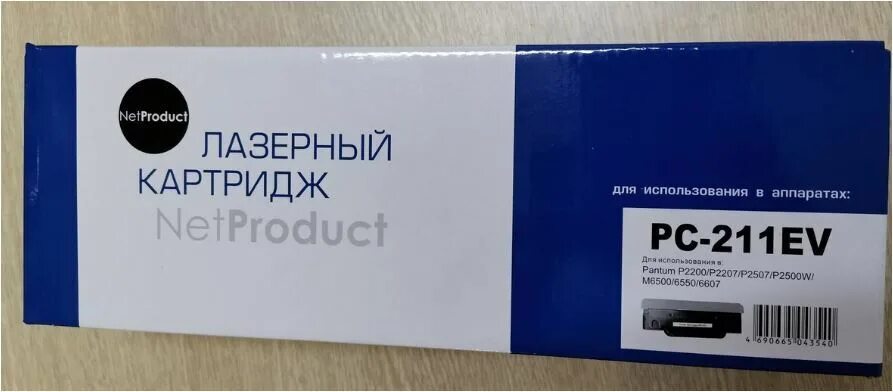 NetProduct
ЛАЗЕРНЫЙ
КАРТРИДЖ
NetProduct
для использования в аппаратах:
PC-211EV
Для использования в:
Pantum P2200/P2207/P2507/P2500W/
M6500/6550/6607
4 690665 043540